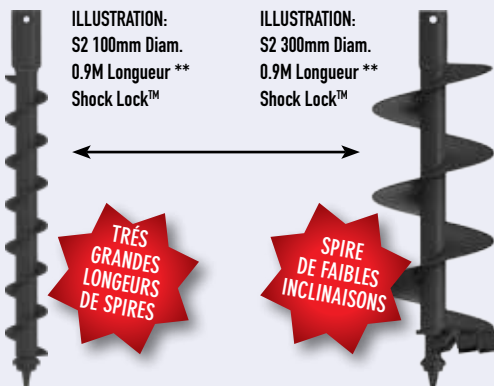 ILLUSTRATION:
S2 100mm Diam.
0.9M Longueur **
Shock Lock™
ILLUSTRATION:
S2 300mm Diam.
0.9M Longueur **
Shock Lock™
TRÉS
GRANDES
LONGEURS
DE SPIRES
SPIRE
DE FAIBLES
INCLINAISONS